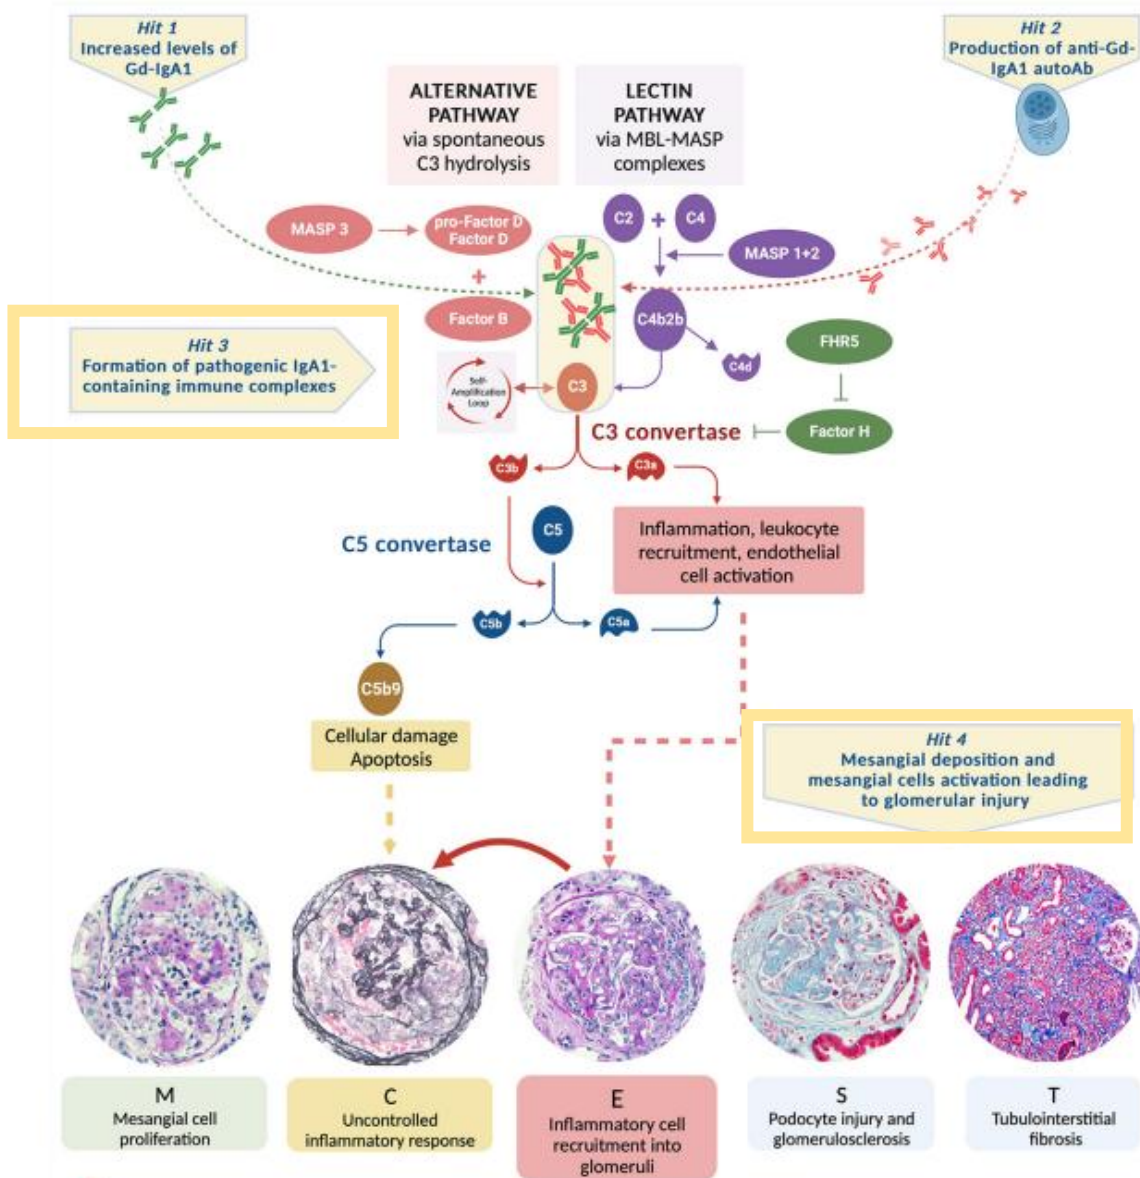 Hit 1
Increased levels of
Gd-IgA1
Hit 2
Production of anti-Gd-
IgA1 autoAb
ALTERNATIVE
PATHWAY
via spontaneous
C3 hydrolysis
LECTIN
PATHWAY
via MBL-MASP
complexes
MASP 3
pro-Factor D
Factor D
+
Factor B
C2
+
C4
MASP 1+2
C4b2b
C4d
Hit 3
Formation of pathogenic IgA1-
containing immune complexes
Self-
Amplification
Loop
C3
FHR5
Factor H
C3 convertase
C3b
C3a
C5 convertase
C5
Inflammation, leukocyte
recruitment, endothelial
cell activation
C5b
C5a
C5b9
Cellular damage
Apoptosis
Hit 4
Mesangial deposition and
mesangial cells activation leading
to glomerular injury
M
Mesangial cell
proliferation
C
Uncontrolled
inflammatory response
E
Inflammatory cell
recruitment into
glomeruli
S
Podocyte injury and
glomerulosclerosis
T
Tubulointerstitial
fibrosis